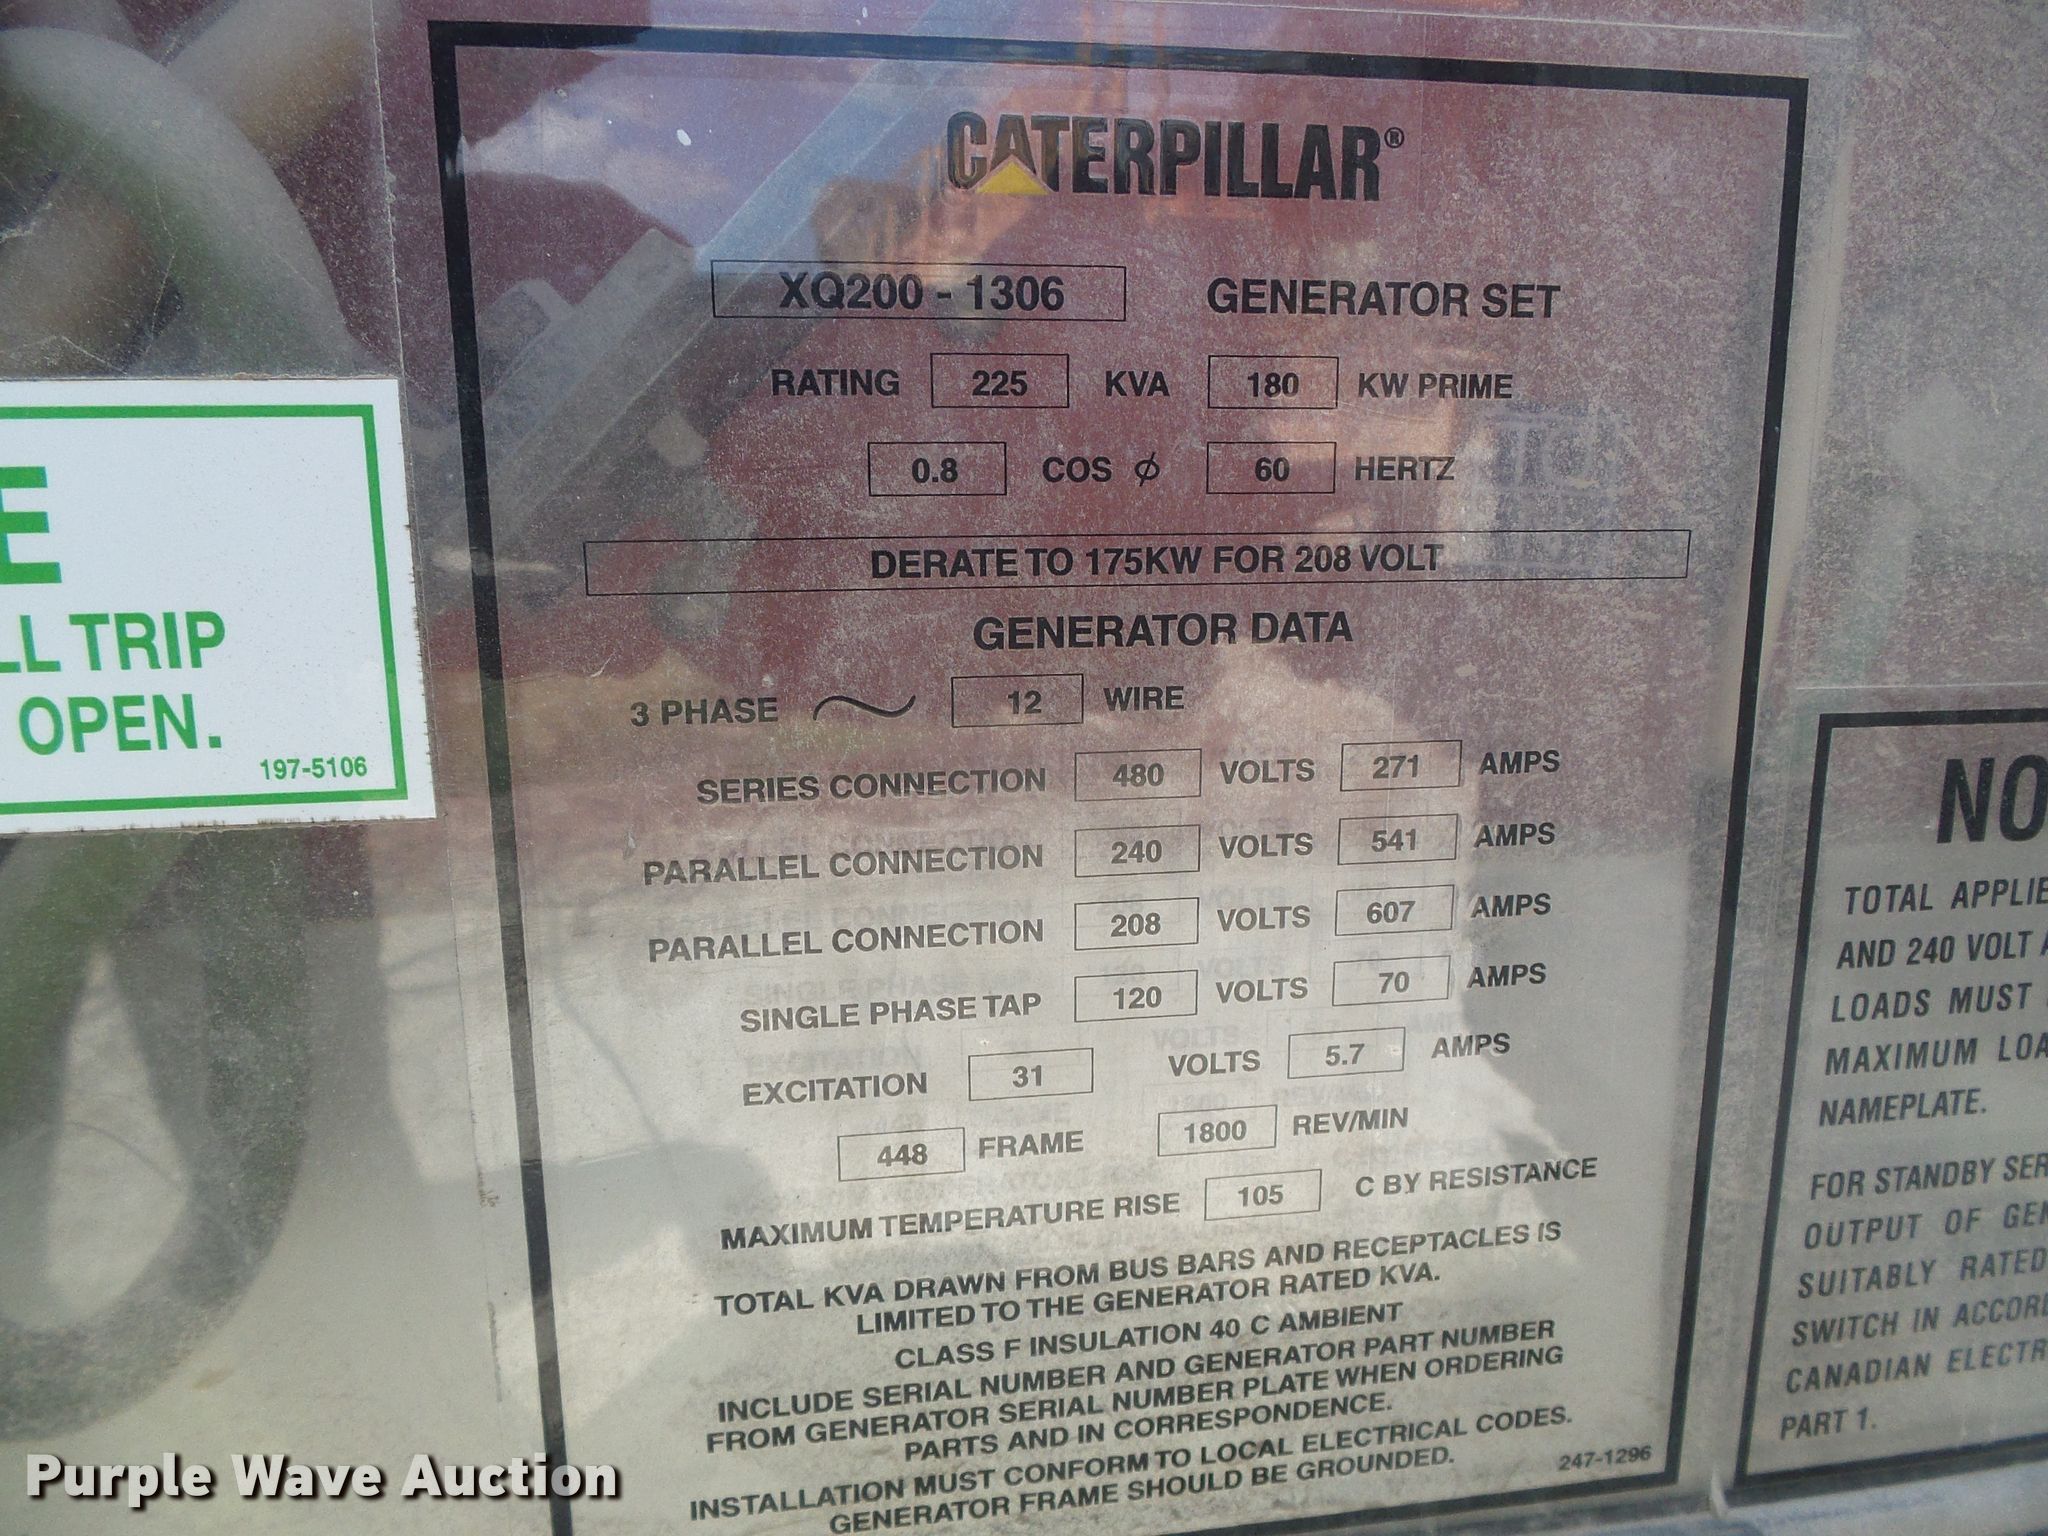 CATERPILLAR®
XQ200 - 1306 GENERATOR SET
RATING 225 KVA 180 KW PRIME
0.8 COS ϕ 60 HERTZ
DERATE TO 175KW FOR 208 VOLT
GENERATOR DATA
3 PHASE 12 WIRE
SERIES CONNECTION 480 VOLTS 271 AMPS
PARALLEL CONNECTION 240 VOLTS 541 AMPS
PARALLEL CONNECTION 208 VOLTS 607 AMPS
SINGLE PHASE TAP 120 VOLTS 70 AMPS
EXCITATION 31 VOLTS 5.7 AMPS
448 FRAME 1800 REV/MIN
MAXIMUM TEMPERATURE RISE 105 C BY RESISTANCE
TOTAL KVA DRAWN FROM BUS BARS AND RECEPTACLES IS
LIMITED TO THE GENERATOR RATED KVA.
CLASS F INSULATION 40 C AMBIENT
INCLUDE SERIAL NUMBER AND GENERATOR PART NUMBER
FROM GENERATOR SERIAL NUMBER PLATE WHEN ORDERING
PARTS AND IN CORRESPONDENCE.
INSTALLATION MUST CONFORM TO LOCAL ELECTRICAL CODES.
GENERATOR FRAME SHOULD BE GROUNDED.
247-1296
E
LL TRIP
OPEN.
197-5106
NO
TOTAL APPLIE
AND 240 VOLT
LOADS MUST
MAXIMUM LOA
NAMEPLATE.
FOR STANDBY SER
OUTPUT OF GEN
SUITABLY RATED
SWITCH IN ACCOR
CANADIAN ELECTR
PART 1.
Purple Wave Auction